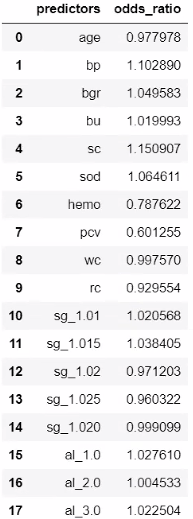 predictors odds_ratio
0 age 0.977978
1 bp 1.102890
2 bgr 1.049583
3 bu 1.019993
4 sc 1.150907
5 sod 1.064611
6 hemo 0.787622
7 pcv 0.601255
8 wc 0.997570
9 rc 0.929554
10 sg_1.01 1.020568
11 sg_1.015 1.038405
12 sg_1.02 0.971203
13 sg_1.025 0.960322
14 sg_1.020 0.999099
15 al_1.0 1.027610
16 al_2.0 1.004533
17 al_3.0 1.022504